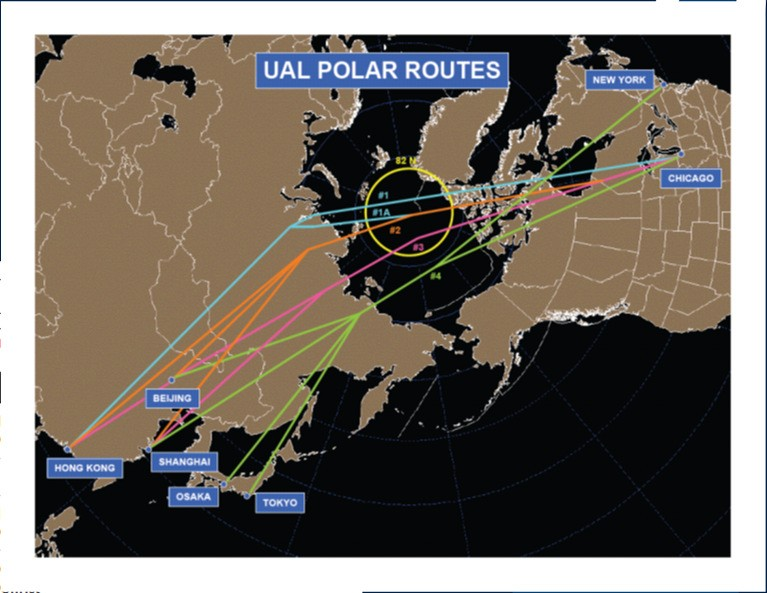 UAL POLAR ROUTES
NEW YORK
82 N
CHICAGO
#1
#1A
#2
#3
#4
BEIJING
HONG KONG
SHANGHAI
OSAKA
TOKYO